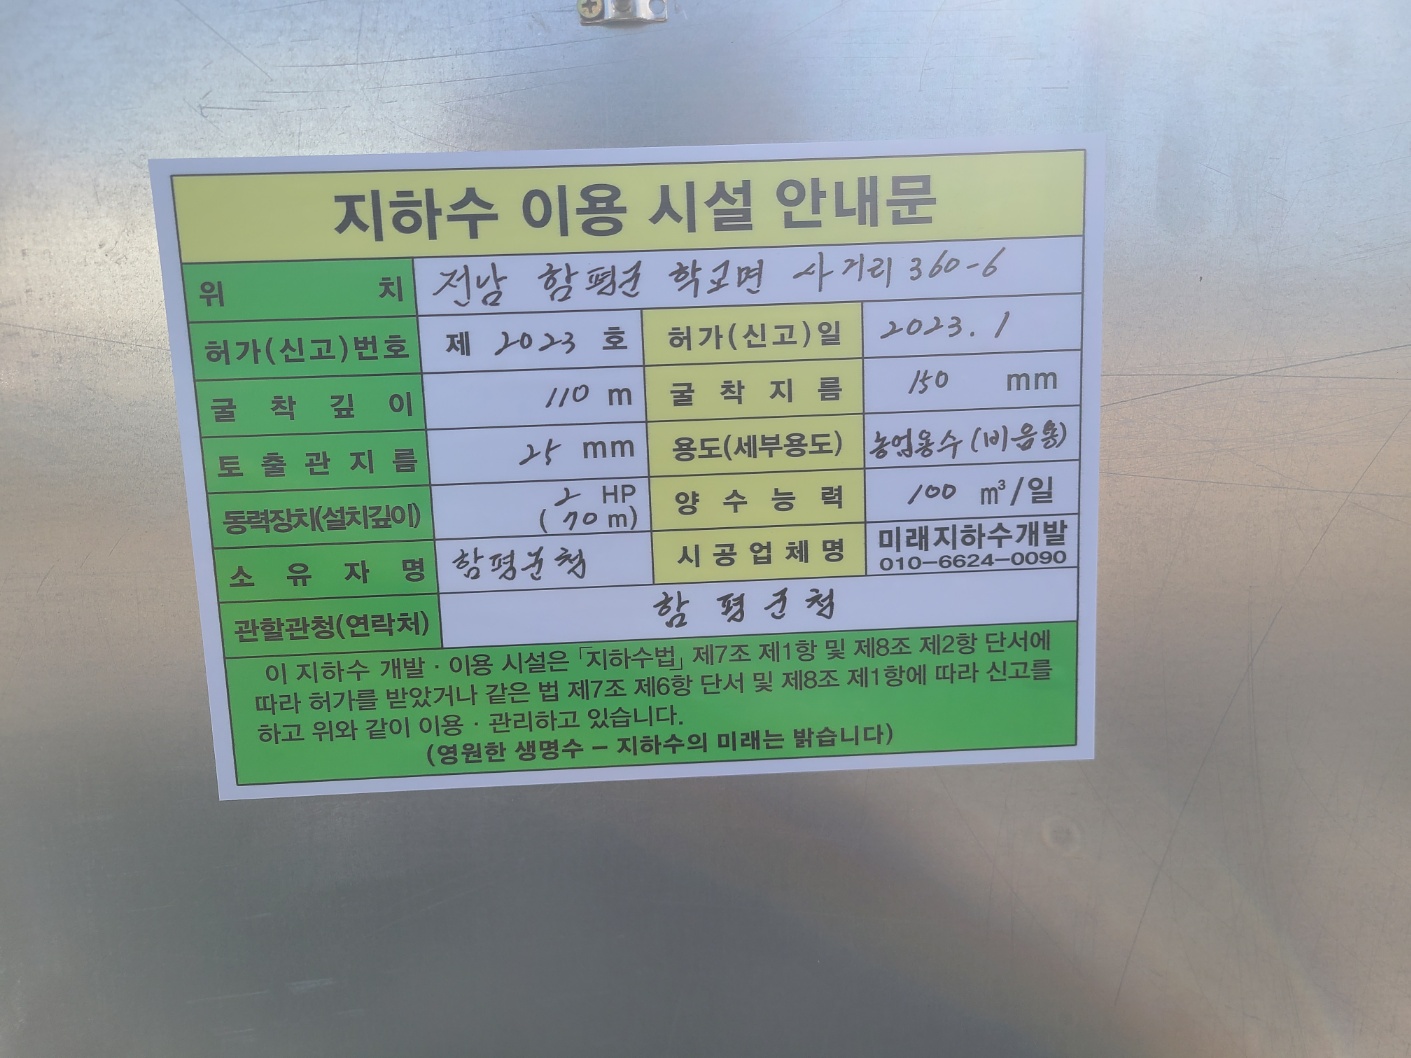 지하수 이용 시설 안내문
위 치 전남 함평군 학교면 사거리 360-6
허가(신고)번호 제 2023 호 허가(신고)일 2023. 1
굴착깊이 110 m 굴착지름 150 mm
토출관지름 25 mm 용도(세부용도) 농업용수(비음용)
동력장치(설치깊이) 2 HP (70 m) 양수능력 100 ㎥/일
소유자명 함평군청 시공업체명 미래지하수개발
010-6624-0090
관할관청(연락처) 함평군청
이 지하수 개발·이용 시설은 「지하수법」 제7조 제1항 및 제8조 제2항 단서에
따라 허가를 받았거나 같은 법 제7조 제6항 단서 및 제8조 제1항에 따라 신고를
하고 위와 같이 이용·관리하고 있습니다.
(영원한 생명수 – 지하수의 미래는 밝습니다)